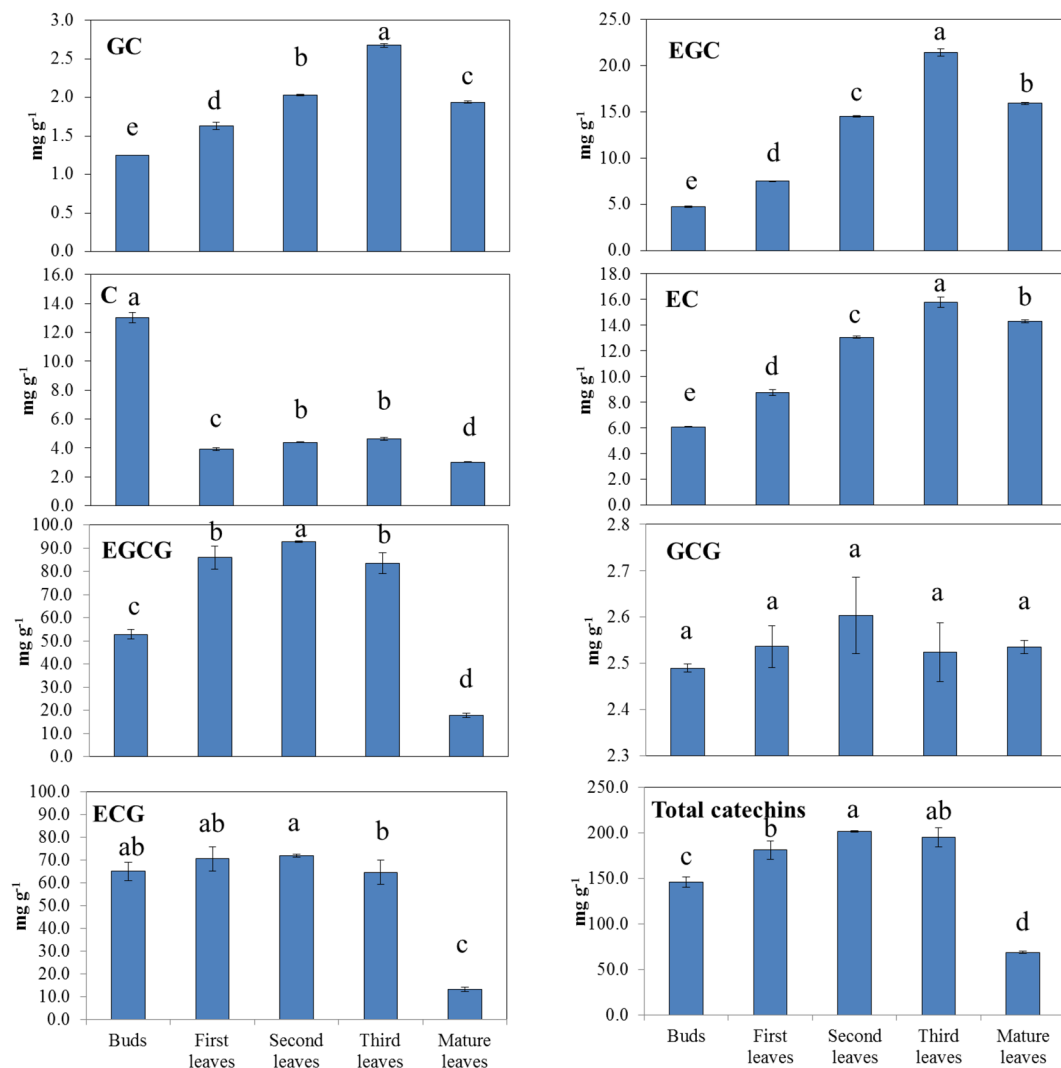 GC
mg g⁻¹
3.0
2.5
2.0
1.5
1.0
0.5
0.0
e
d
b
a
c
EGC
mg g⁻¹
25.0
20.0
15.0
10.0
5.0
0.0
e
d
c
a
b
C
mg g⁻¹
16.0
14.0
12.0
10.0
8.0
6.0
4.0
2.0
0.0
a
c
b
b
d
EC
mg g⁻¹
18.0
16.0
14.0
12.0
10.0
8.0
6.0
4.0
2.0
0.0
e
d
c
a
b
EGCG
mg g⁻¹
100.0
90.0
80.0
70.0
60.0
50.0
40.0
30.0
20.0
10.0
0.0
c
b
a
b
d
GCG
mg g⁻¹
2.8
2.7
2.6
2.5
2.4
2.3
a
a
a
a
a
ECG
mg g⁻¹
100.0
90.0
80.0
70.0
60.0
50.0
40.0
30.0
20.0
10.0
0.0
ab
ab
a
b
c
Buds
First
leaves
Second
leaves
Third
leaves
Mature
leaves
Total catechins
mg g⁻¹
250.0
200.0
150.0
100.0
50.0
0.0
c
b
a
ab
d
Buds
First
leaves
Second
leaves
Third
leaves
Mature
leaves